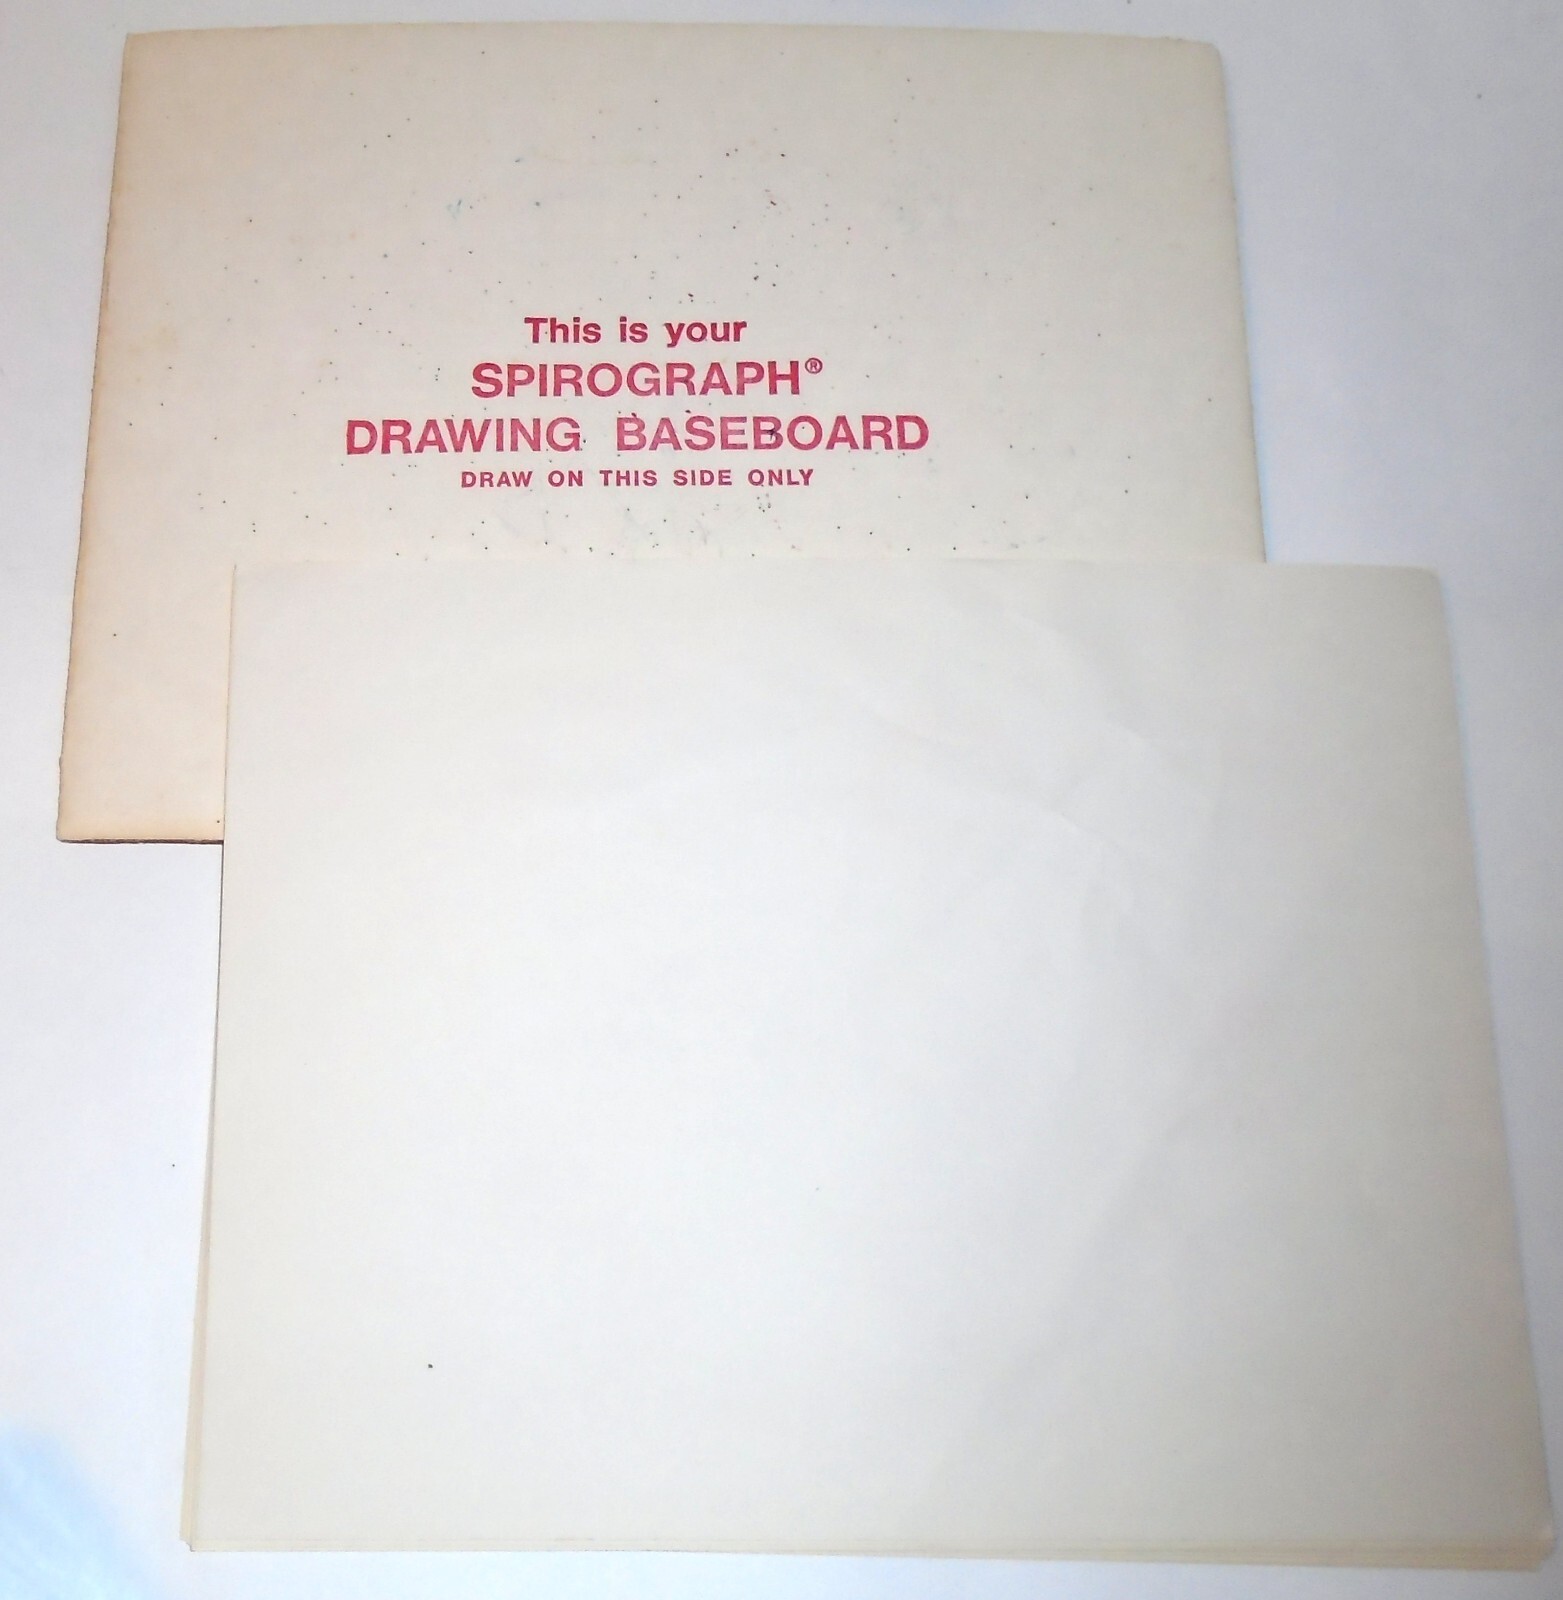 This is your
SPIROGRAPH®
DRAWING BASEBOARD
DRAW ON THIS SIDE ONLY